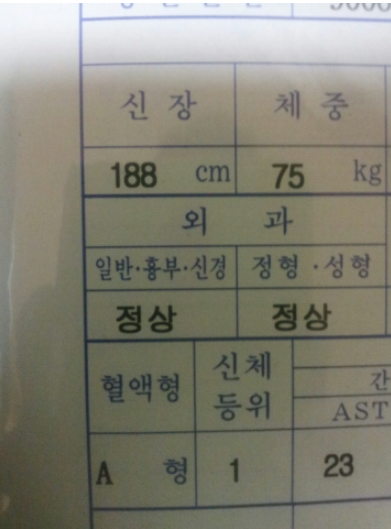 신 장 체 중
188 cm 75 kg
외 과
일반·흉부·신경 정형·성형
정상 정상
혈액형 신체 등위 간
AST
A 형 1 23